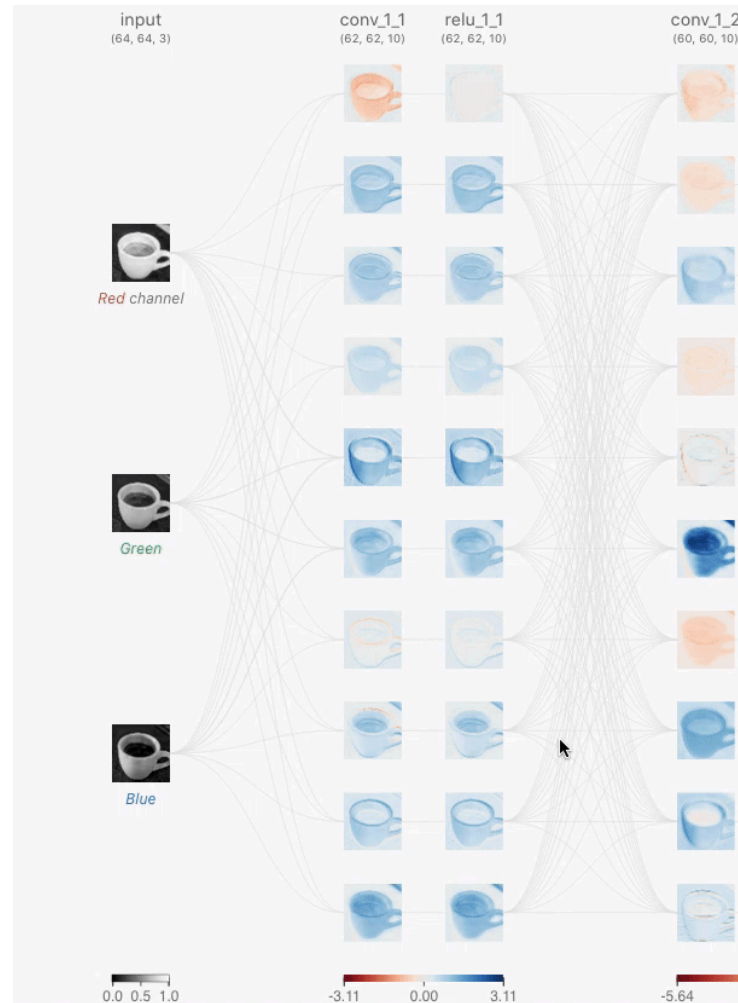 input conv_1_1 relu_1_1 conv_1_2
(64, 64, 3) (62, 62, 10) (62, 62, 10) (60, 60, 10)
Red channel
Green
Blue
0.0 0.5 1.0 -3.11 0.00 3.11 -5.64